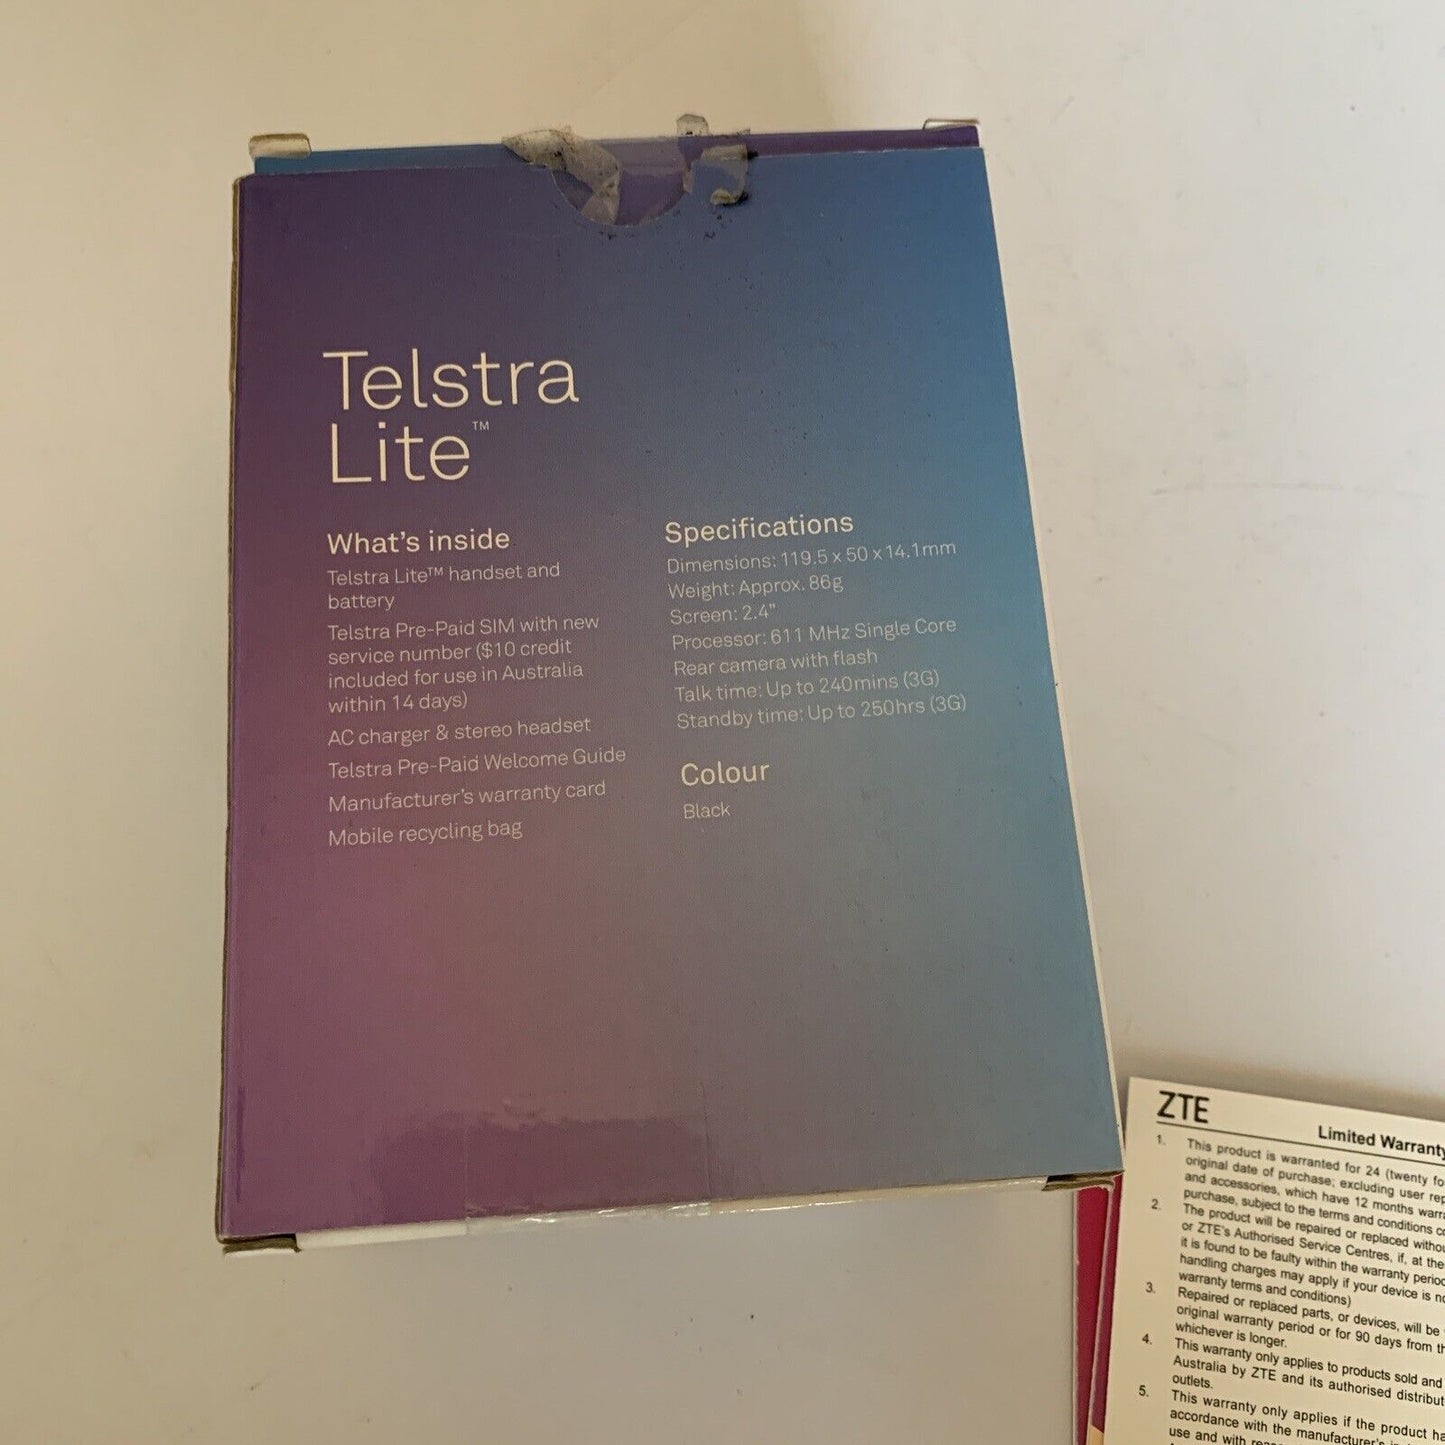 Telstra
Lite™
What's inside
Telstra Lite™ handset and
battery
Telstra Pre-Paid SIM with new
service number ($10 credit
included for use in Australia
within 14 days)
AC charger & stereo headset
Telstra Pre-Paid Welcome Guide
Manufacturer's warranty card
Mobile recycling bag
Specifications
Dimensions: 119.5 x 50 x 14.1mm
Weight: Approx. 86g
Screen: 2.4"
Processor: 611 MHz Single Core
Rear camera with flash
Talk time: Up to 240mins (3G)
Standby time: Up to 250hrs (3G)
Colour
Black
ZTE
Limited Warranty
1. This product is warranted for 24 (twenty
original date of purchase; excluding user
and accessories, which have 12 months
purchase, subject to the terms and conditions
2. The product will be repaired or replaced
or ZTE's Authorised Service Centres, if, at the
it is found to be faulty within the warranty
handling charges may apply if your device is
warranty terms and conditions)
3. Repaired or replaced parts, or devices, will be
original warranty period or for 90 days from
whichever is longer.
4. This warranty only applies to products sold and
Australia by ZTE and its authorised
outlets.
5. This warranty only applies if the product
accordance with the manufacturer's
use and with